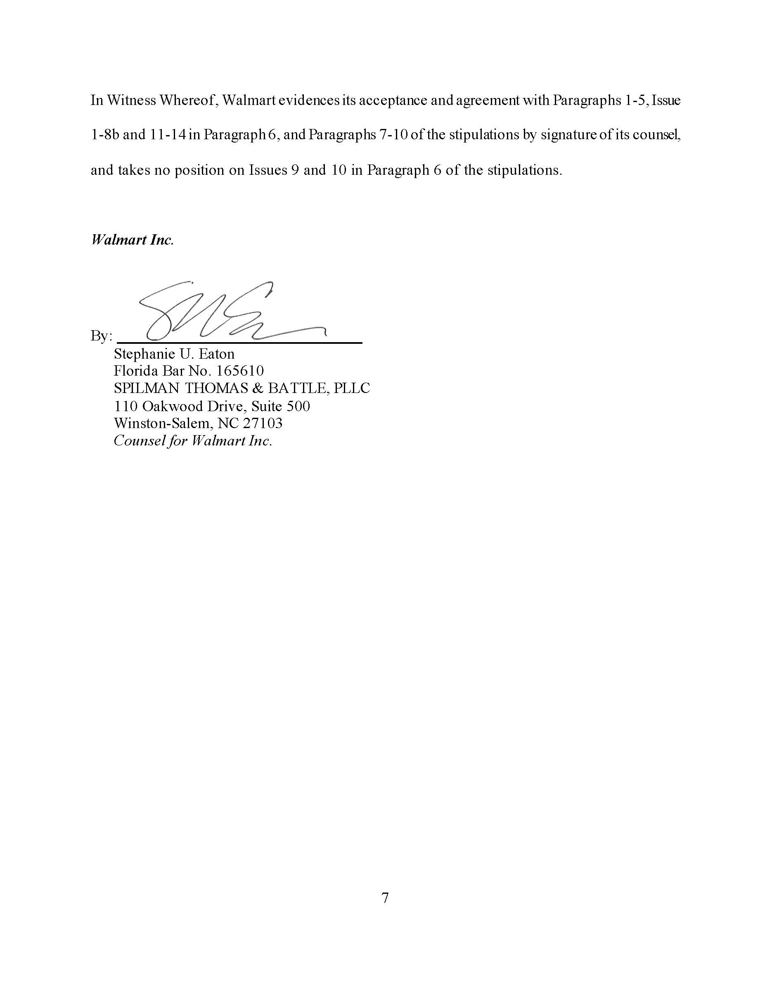 In Witness Whereof, Walmart evidences its acceptance and agreement with Paragraphs 1-5, Issue
1-8b and 11-14 in Paragraph 6, and Paragraphs 7-10 of the stipulations by signature of its counsel,
and takes no position on Issues 9 and 10 in Paragraph 6 of the stipulations.
Walmart Inc.
By:
Stephanie U. Eaton
Florida Bar No. 165610
SPILMAN THOMAS & BATTLE, PLLC
110 Oakwood Drive, Suite 500
Winston-Salem, NC 27103
Counsel for Walmart Inc.
7